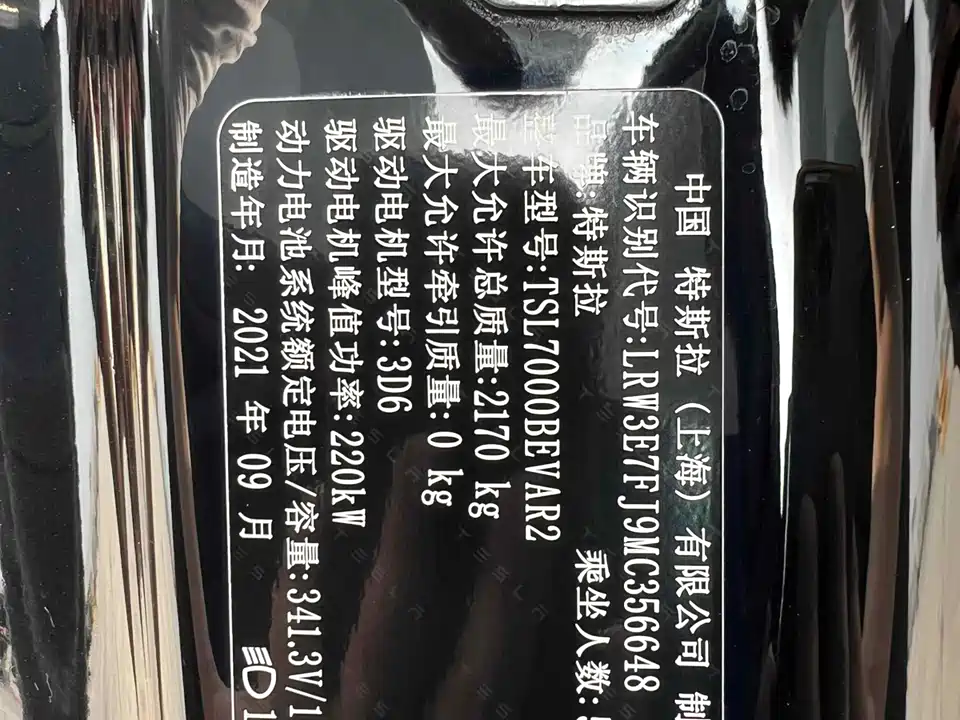 中国 特斯拉 (上海) 有限公司 制
车辆识别代号:LRW3E7FJ9MC356648
品牌:特斯拉 乘坐人数:
整车型号:TSL7000BEVAR2
最大允许总质量:2170 kg
最大允许牵引质量:0 kg
驱动电机型号:3D6
驱动电机峰值功率:220kW
动力电池系统额定电压/容量:341.3V/1
制造年月: 2021 年 09 月 1